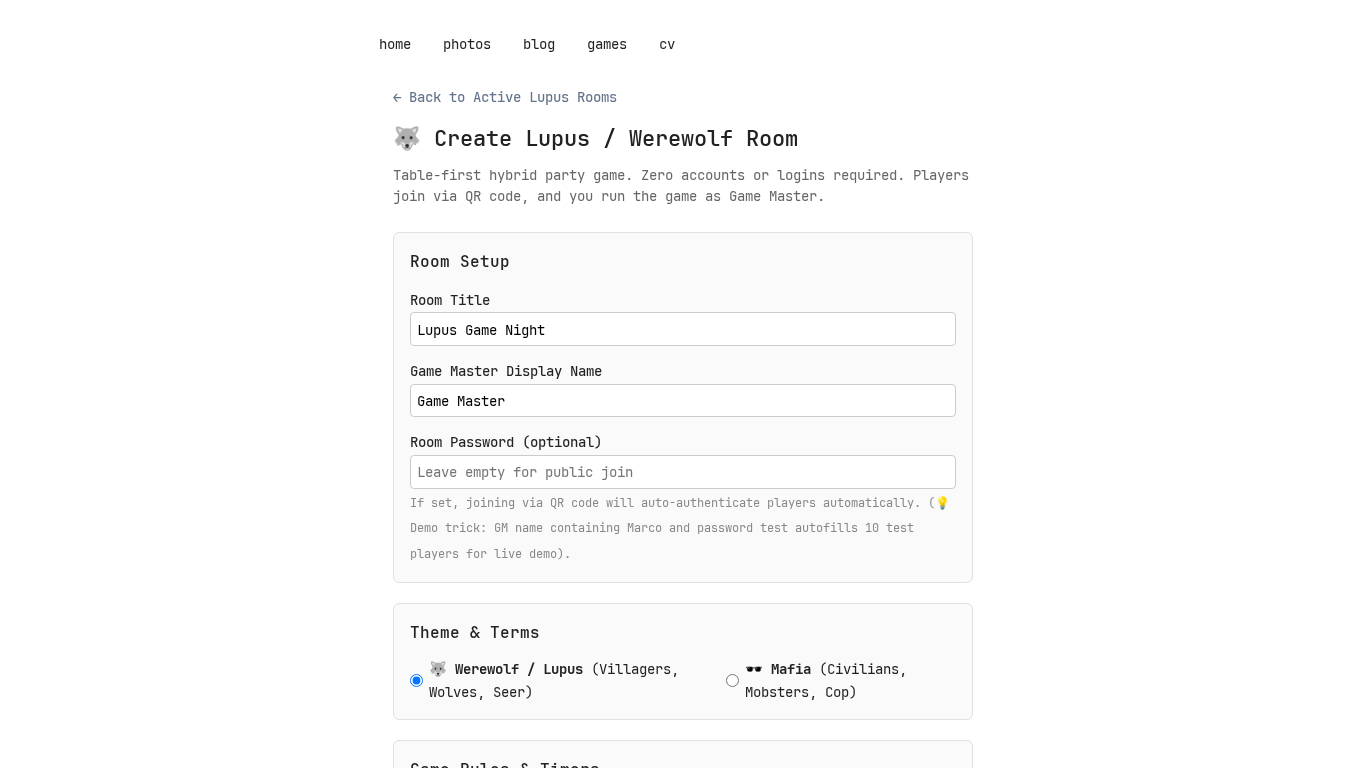 home photos blog games cv
← Back to Active Lupus Rooms
🐺 Create Lupus / Werewolf Room
Table-first hybrid party game. Zero accounts or logins required. Players
join via QR code, and you run the game as Game Master.
Room Setup
Room Title
Lupus Game Night
Game Master Display Name
Game Master
Room Password (optional)
Leave empty for public join
If set, joining via QR code will auto-authenticate players automatically. (💡
Demo trick: GM name containing Marco and password test autofills 10 test
players for live demo).
Theme & Terms
🐺 Werewolf / Lupus (Villagers,
Wolves, Seer)
🕶️ Mafia (Civilians,
Mobsters, Cop)
Game Rules & Timers